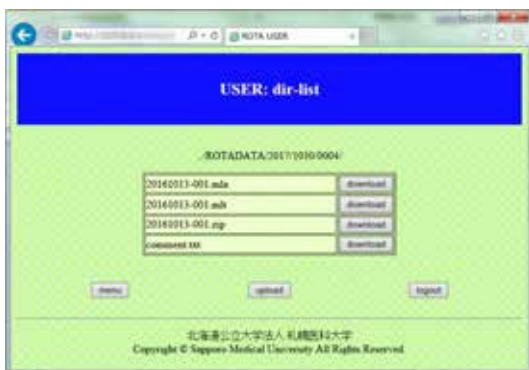 ROTA USER
USER: dir-list
./ROTADATA/2017/1030/0004/
20161013-001.mda download
20161013-001.mdt download
20161013-001.zip download
comment.txt download
menu upload logout
北海道公立大学法人 札幌医科大学
Copyright © Sapporo Medical University All Rights Reserved.